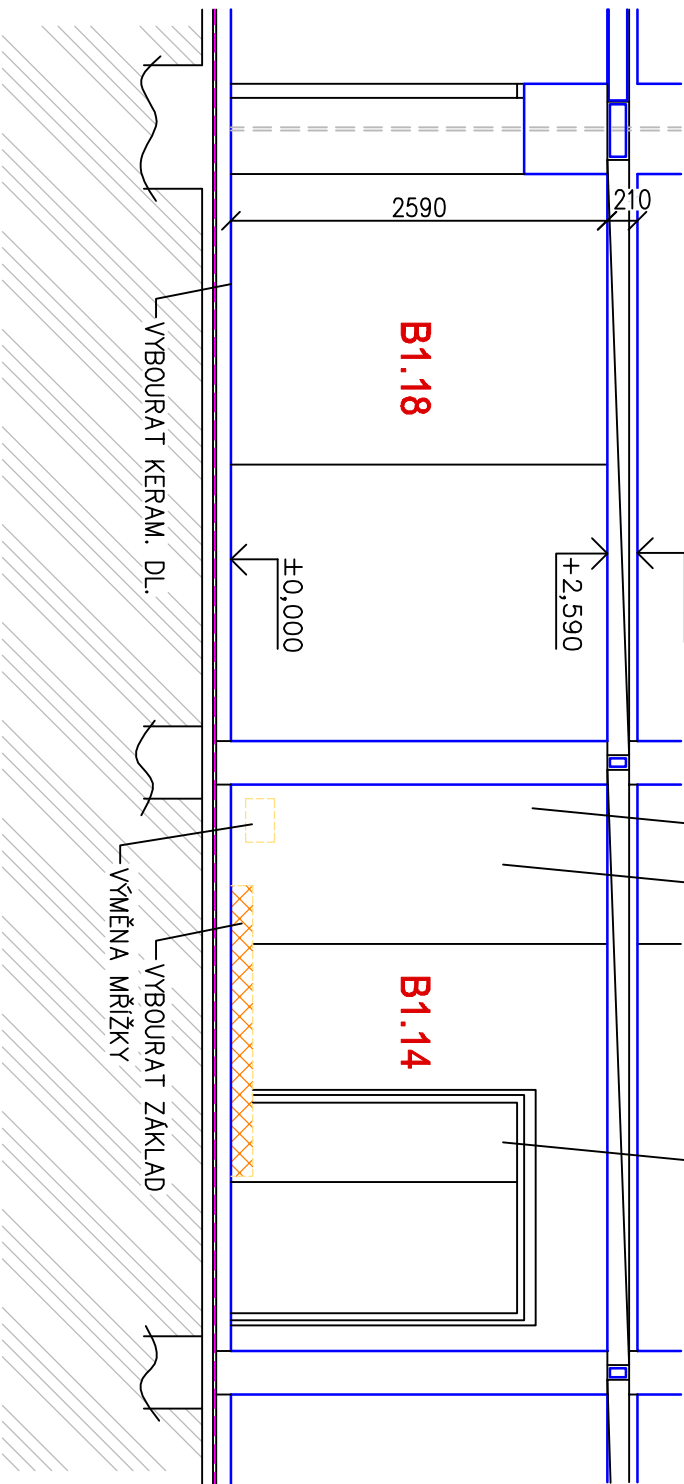 210
2590
B1.18
+2,590
±0,000
VYBOURAT KERAM. DL.
B1.14
VYBOURAT ZÁKLAD
VÝMĚNA MŘÍŽKY